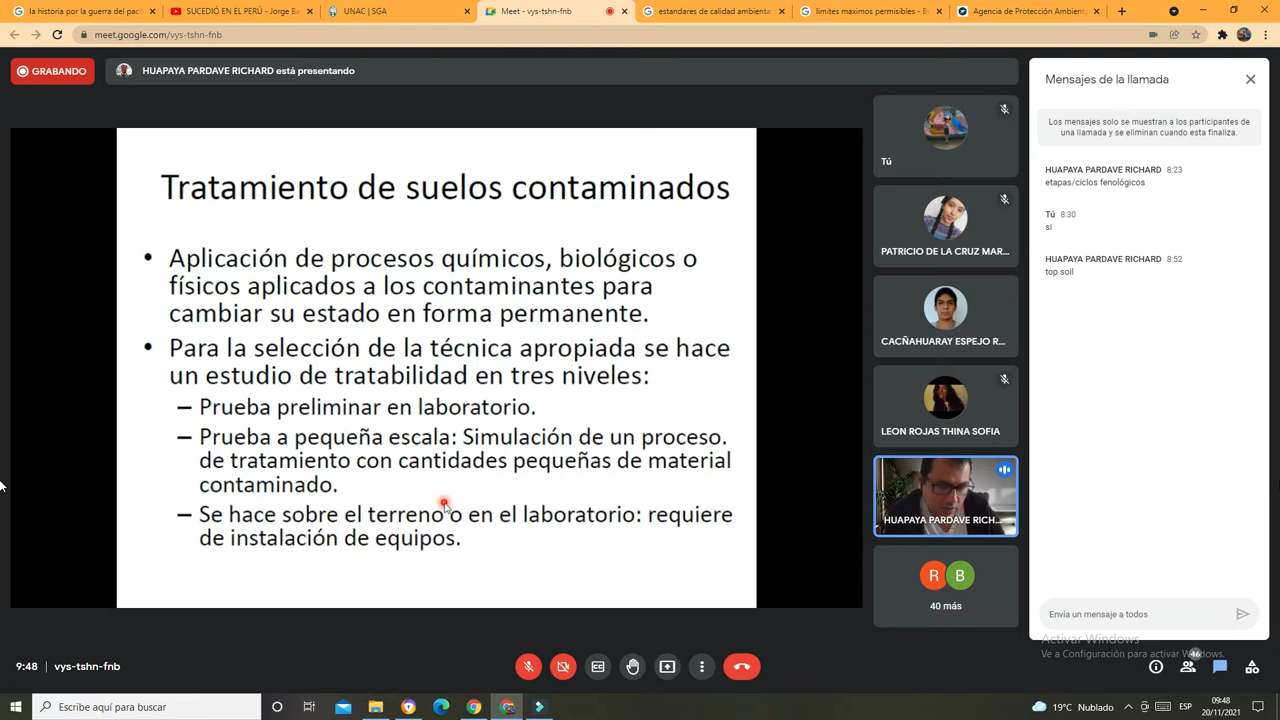 la historia por la guerra del pací
SUCEDIÓ EN EL PERÚ - Jorge Ba
UNAC | SGA
Meet - vys-tshn-fnb
estandares de calidad ambienta
limites maximos permisibles - B
Agencia de Protección Ambienta
meet.google.com/vys-tshn-fnb
GRABANDO
HUAPAYA PARDAVE RICHARD está presentando
Tratamiento de suelos contaminados
• Aplicación de procesos químicos, biológicos o
físicos aplicados a los contaminantes para
cambiar su estado en forma permanente.
• Para la selección de la técnica apropiada se hace
un estudio de tratabilidad en tres niveles:
– Prueba preliminar en laboratorio.
– Prueba a pequeña escala: Simulación de un proceso.
de tratamiento con cantidades pequeñas de material
contaminado.
– Se hace sobre el terreno o en el laboratorio: requiere
de instalación de equipos.
Tú
PATRICIO DE LA CRUZ MAR...
CACÑAHUARAY ESPEJO R...
LEON ROJAS THINA SOFIA
HUAPAYA PARDAVE RICH...
R B
40 más
Mensajes de la llamada
Los mensajes solo se muestran a los participantes de
una llamada y se eliminan cuando esta finaliza.
HUAPAYA PARDAVE RICHARD 8:23
etapas/ciclos fenológicos
Tú 8:30
si
HUAPAYA PARDAVE RICHARD 8:52
top soil
Envía un mensaje a todos
Activar Windows
Ve a Configuración para activar Windows.
9:48 | vys-tshn-fnb
46
Escribe aquí para buscar
19°C Nublado
ESP
09:48
20/11/2021